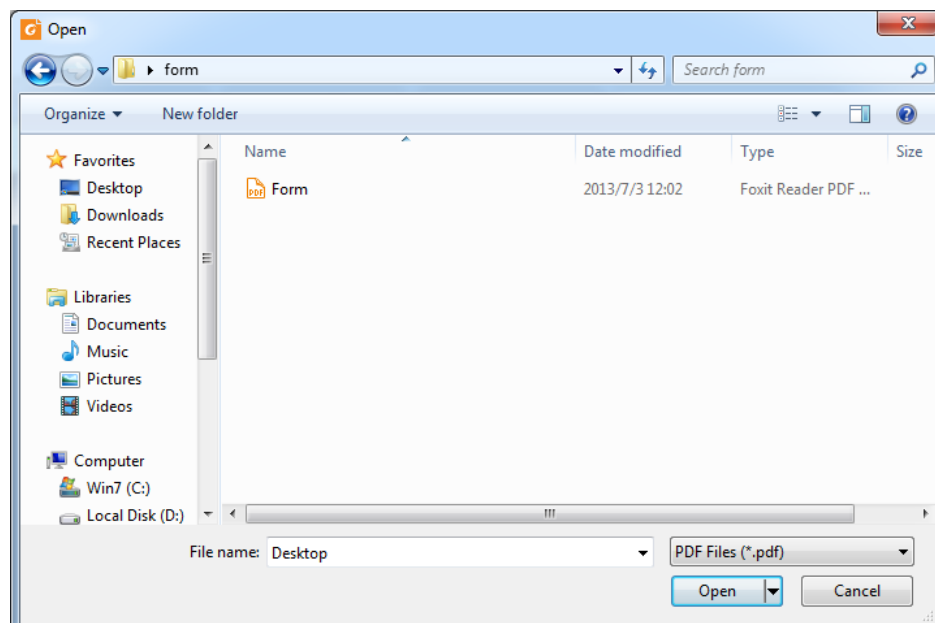 Open
form
Search form
Organize
New folder
Favorites
Desktop
Downloads
Recent Places
Libraries
Documents
Music
Pictures
Videos
Computer
Win7 (C:)
Local Disk (D:)
Name Date modified Type Size
PDF Form 2013/7/3 12:02 Foxit Reader PDF ...
File name: Desktop PDF Files (*.pdf)
Open Cancel